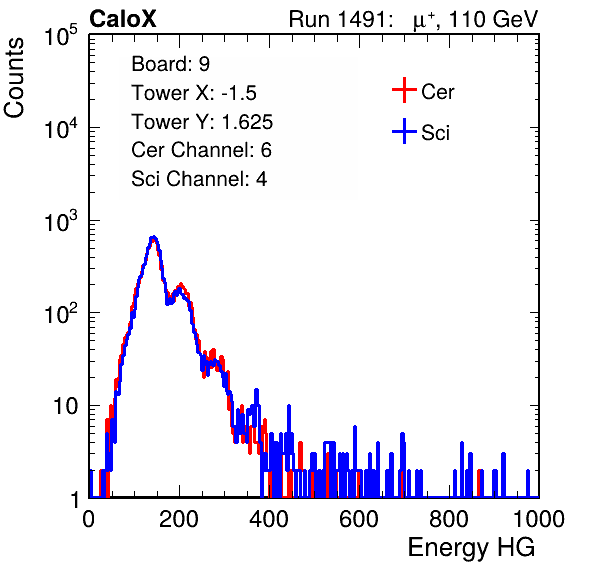 CaloX Run 1491: μ⁺, 110 GeV
Board: 9
Tower X: -1.5
Tower Y: 1.625
Cer Channel: 6
Sci Channel: 4
Cer
Sci
Counts
10⁵
10⁴
10³
10²
10
1
0 200 400 600 800 1000
Energy HG